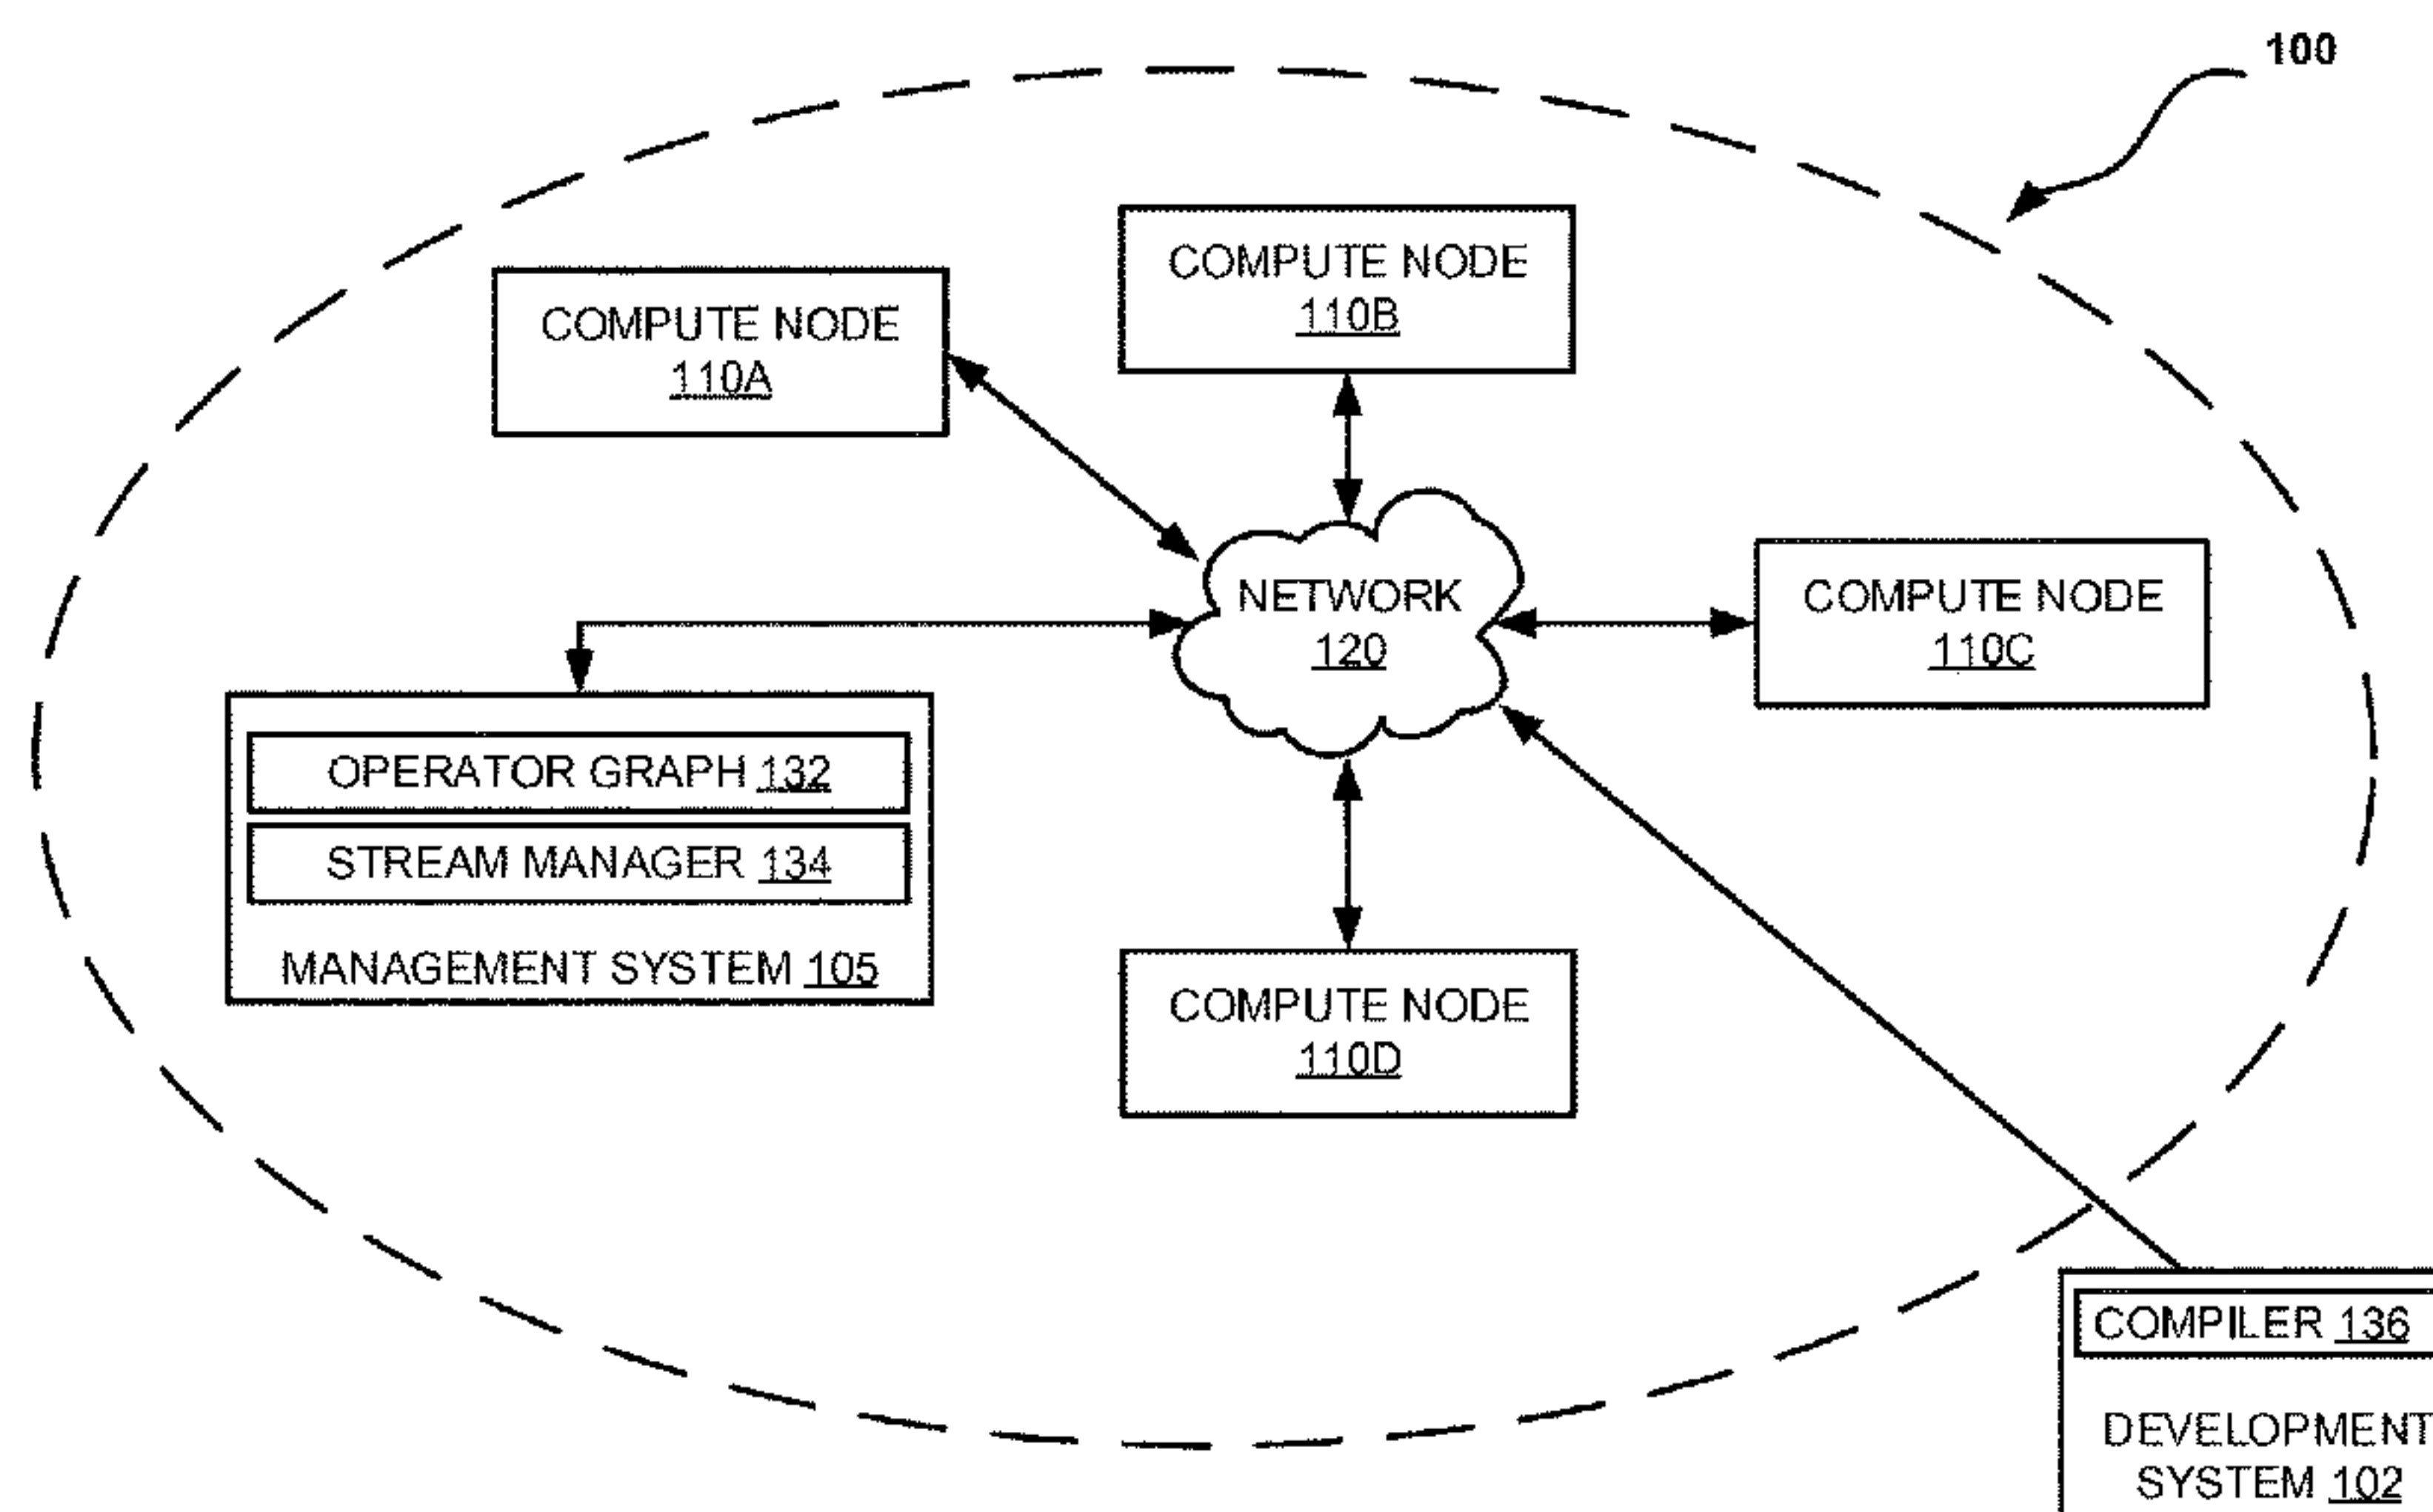 100
COMPUTE NODE
110B
COMPUTE NODE
110A
NETWORK
120
COMPUTE NODE
110C
OPERATOR GRAPH 132
STREAM MANAGER 134
MANAGEMENT SYSTEM 105
COMPUTE NODE
110D
COMPILER 136
DEVELOPMENT
SYSTEM 102